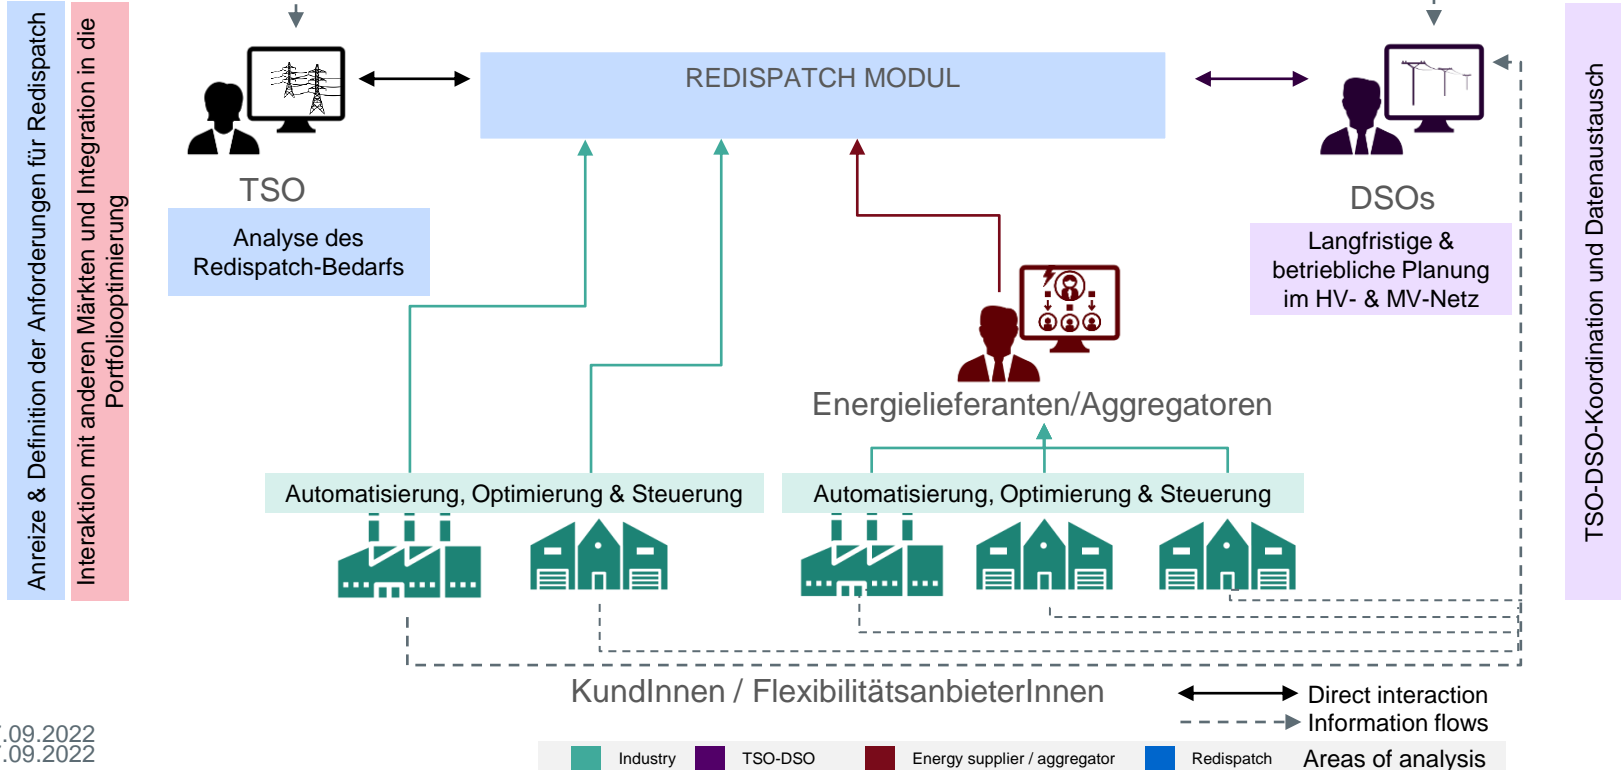 Anreize & Definition der Anforderungen für Redispatch
Interaktion mit anderen Märkten und Integration in die
Portfoliooptimierung
REDISPATCH MODUL
TSO
Analyse des
Redispatch-Bedarfs
DSOs
Langfristige &
betriebliche Planung
im HV- & MV-Netz
TSO-DSO-Koordination und Datenaustausch
Energielieferanten/Aggregatoren
Automatisierung, Optimierung & Steuerung
Automatisierung, Optimierung & Steuerung
KundInnen / FlexibilitätsanbieterInnen
Direct interaction
Information flows
.09.2022
.09.2022
Industry
TSO-DSO
Energy supplier / aggregator
Redispatch
Areas of analysis